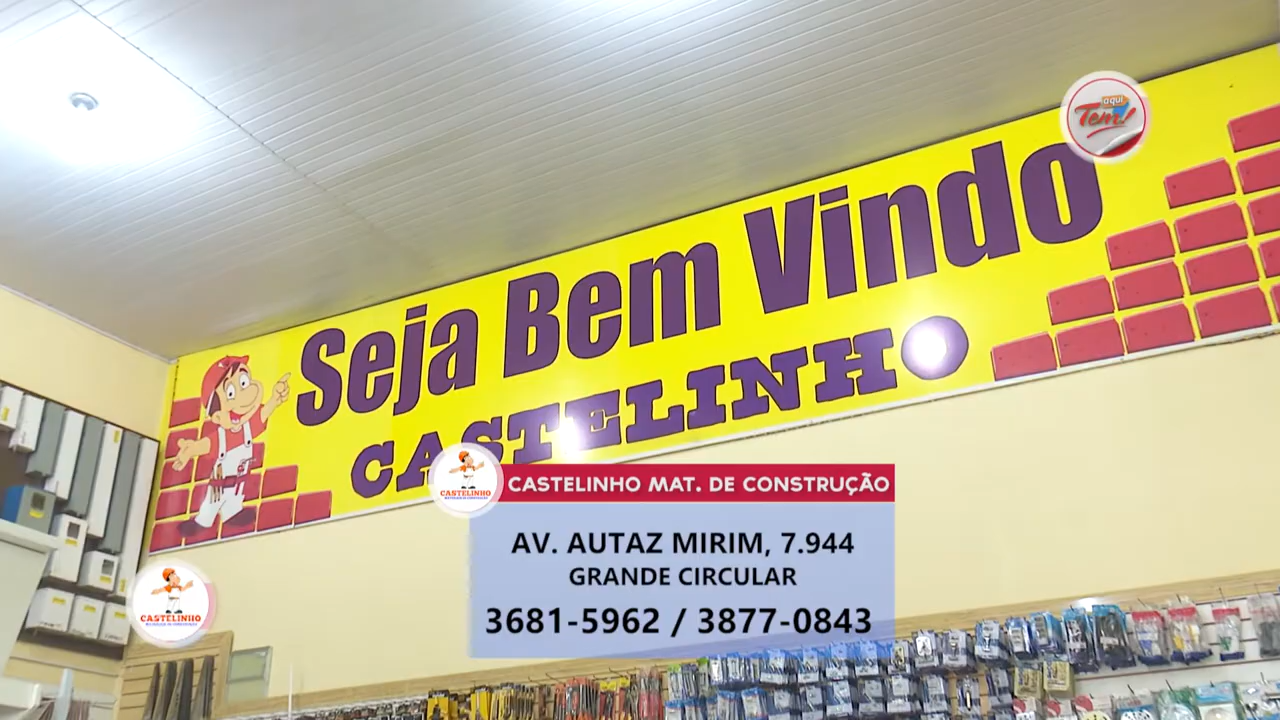 aqui
Tem!
Seja Bem Vindo
CASTELINHO
CASTELINHO
CASTELINHO MAT. DE CONSTRUÇÃO
AV. AUTAZ MIRIM, 7.944
GRANDE CIRCULAR
3681-5962 / 3877-0843
CASTELINHO